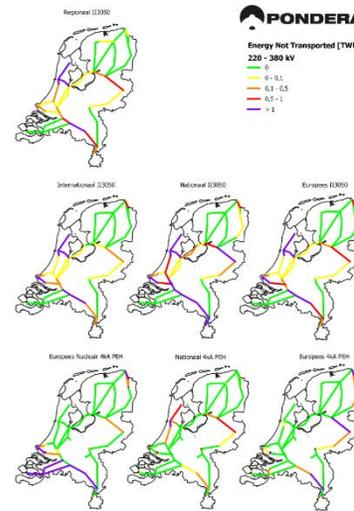 Regionaal II3050
PONDERA
Energy Not Transported [TWh
220 - 380 kV
0
0 - 0,1
0,1 - 0,5
0,5 - 1
> 1
Internationaal II3050
Nationaal II3050
Europees II3050
Europees Nucleair 4kA PEH
Nationaal 4kA PEH
Europees 4kA PEH